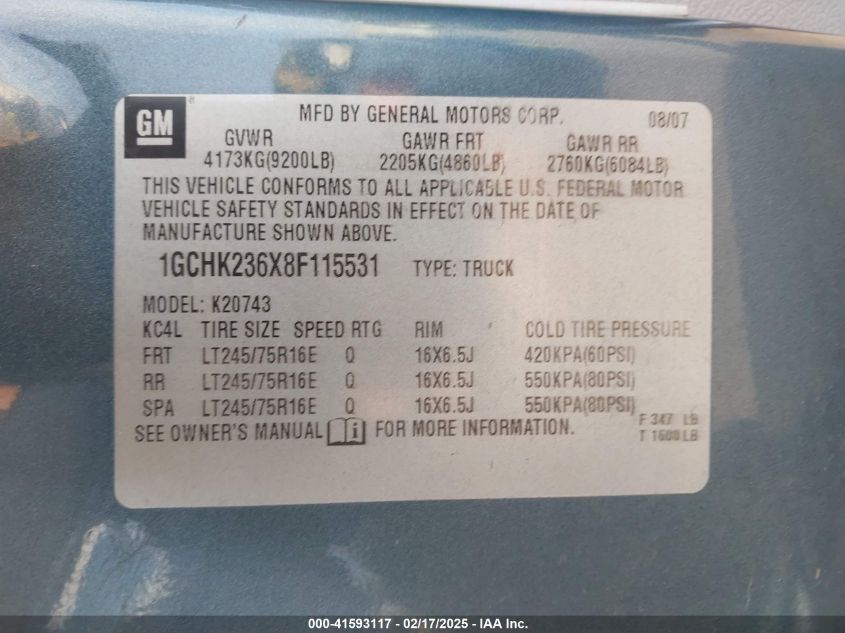 GM MFD BY GENERAL MOTORS CORP. 08/07
GVWR GAWR FRT GAWR RR
4173KG(9200LB) 2205KG(4860LB) 2760KG(6084LB)
THIS VEHICLE CONFORMS TO ALL APPLICABLE U.S. FEDERAL MOTOR
VEHICLE SAFETY STANDARDS IN EFFECT ON THE DATE OF
MANUFACTURE SHOWN ABOVE.
1GCHK236X8F115531 TYPE: TRUCK
MODEL: K20743
KC4L TIRE SIZE SPEED RTG RIM COLD TIRE PRESSURE
FRT LT245/75R16E Q 16X6.5J 420KPA(60PSI)
RR LT245/75R16E Q 16X6.5J 550KPA(80PSI)
SPA LT245/75R16E Q 16X6.5J 550KPA(80PSI)
F 347 LB
SEE OWNER'S MANUAL i FOR MORE INFORMATION.
T 1600 LB
000-41593117 - 02/17/2025 - IAA Inc.